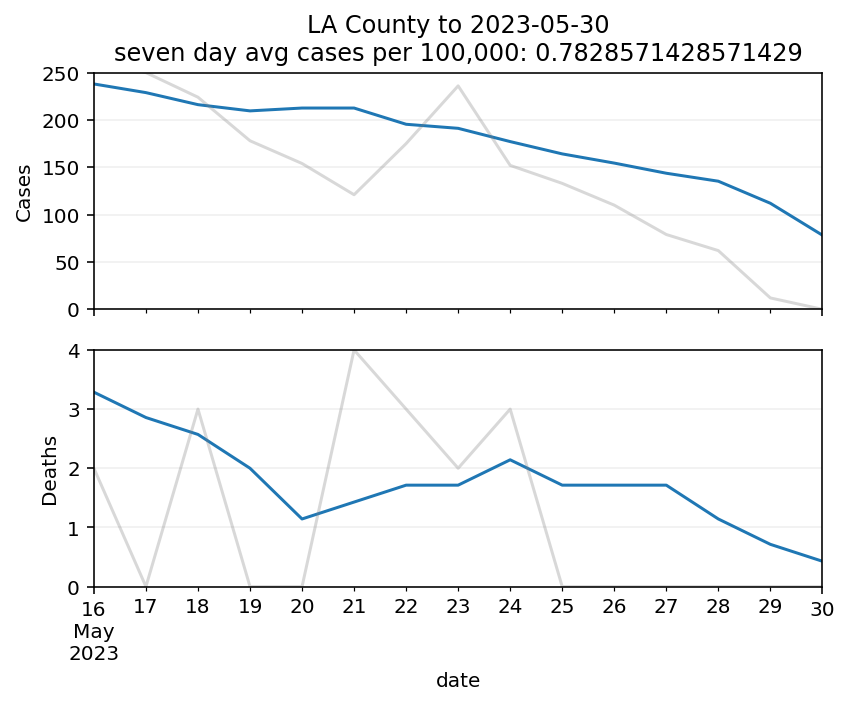 LA County to 2023-05-30
seven day avg cases per 100,000: 0.7828571428571429
250
200
150
100
50
0
Cases
4
3
2
1
0
Deaths
16 17 18 19 20 21 22 23 24 25 26 27 28 29 30
May
2023
date